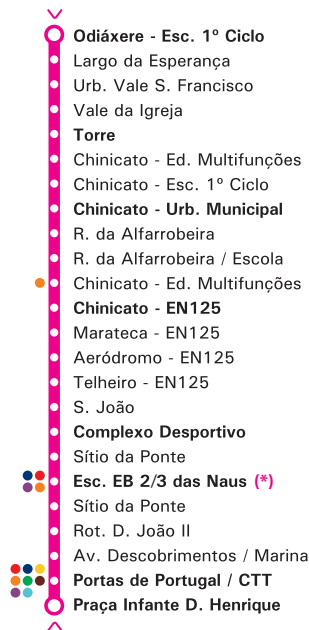 Odiáxere - Esc. 1º Ciclo
Largo da Esperança
Urb. Vale S. Francisco
Vale da Igreja
Torre
Chinicato - Ed. Multifunções
Chinicato - Esc. 1º Ciclo
Chinicato - Urb. Municipal
R. da Alfarrobeira
R. da Alfarrobeira / Escola
Chinicato - Ed. Multifunções
Chinicato - EN125
Marateca - EN125
Aeródromo - EN125
Telheiro - EN125
S. João
Complexo Desportivo
Sítio da Ponte
Esc. EB 2/3 das Naus (*)
Sítio da Ponte
Rot. D. João II
Av. Descobrimentos / Marina
Portas de Portugal / CTT
Praça Infante D. Henrique